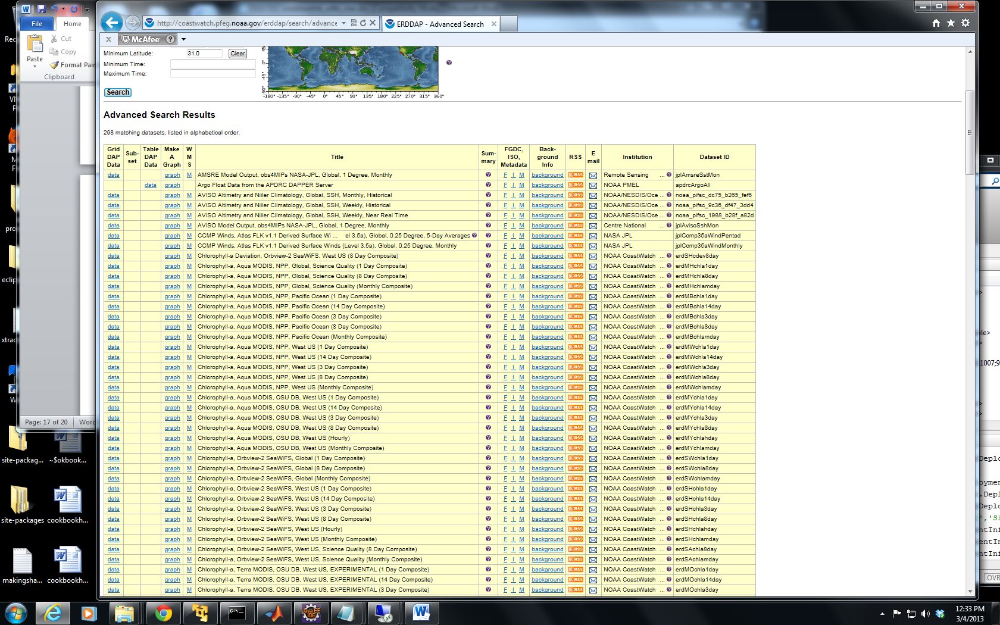 File Home
Rec
Cut
Copy
Paste Format Pain
Clipboard
http://coastwatch.pfeg.noaa.gov/erddap/search/advance
ERDDAP - Advanced Search
McAfee
Minimum Latitude: 31.0 Clear
Minimum Time:
Maximum Time:
Search
-180° -135° -90° -45° 0° 45° 90° 135° 180° 225° 270° 315° 360°
Advanced Search Results
298 matching datasets, listed in alphabetical order.
Grid DAP Data Sub-set Table DAP Data Make A Graph W M S Title Sum-mary FGDC, ISO, Metadata Back-ground Info RSS E mail Institution Dataset ID
data graph M AMSRE Model Output, obs4MIPs NASA-JPL, Global, 1 Degree, Monthly F I M background RSS Remote Sensing ... jplAmsreSstMon
data graph Argo Float Data from the APDRC DAPPER Server F I M background RSS NOAA PMEL apdrcArgoAll
data graph M AVISO Altimetry and Niiler Climatology, Global, SSH, Monthly, Historical F I M background RSS NOAA/NESDIS/Oce ... noaa_pifsc_dc75_b265_fef6
data graph M AVISO Altimetry and Niiler Climatology, Global, SSH, Weekly, Historical F I M background RSS NOAA/NESDIS/Oce ... noaa_pifsc_9c36_df47_3dd4
data graph M AVISO Altimetry and Niiler Climatology, Global, SSH, Weekly, Near Real Time F I M background RSS NOAA/NESDIS/Oce ... noaa_pifsc_1988_b28f_a82d
data graph M AVISO Model Output, obs4MIPs NASA-JPL, Global, 1 Degree, Monthly F I M background RSS Centre National ... jplAvisoSshMon
data graph M CCMP Winds, Atlas FLK v1.1 Derived Surface Wi ... el 3.5a), Global, 0.25 Degree, 5-Day Averages F I M background RSS NASA JPL jplCcmp35aWindPentad
data graph M CCMP Winds, Atlas FLK v1.1 Derived Surface Winds (Level 3.5a), Global, 0.25 Degree, Monthly F I M background RSS NASA JPL jplCcmp35aWindMonthly
data graph M Chlorophyll-a Deviation, Orbview-2 SeaWiFS, West US (8 Day Composite) F I M background RSS NOAA CoastWatch ... erdSHcdev8day
data graph M Chlorophyll-a, Aqua MODIS, NPP, Global, Science Quality (1 Day Composite) F I M background RSS NOAA CoastWatch ... erdMHchla1day
data graph M Chlorophyll-a, Aqua MODIS, NPP, Global, Science Quality (8 Day Composite) F I M background RSS NOAA CoastWatch ... erdMHchla8day
data graph M Chlorophyll-a, Aqua MODIS, NPP, Global, Science Quality (Monthly Composite) F I M background RSS NOAA CoastWatch ... erdMHchlamday
data graph M Chlorophyll-a, Aqua MODIS, NPP, Pacific Ocean (1 Day Composite) F I M background RSS NOAA CoastWatch ... erdMBchla1day
data graph M Chlorophyll-a, Aqua MODIS, NPP, Pacific Ocean (14 Day Composite) F I M background RSS NOAA CoastWatch ... erdMBchla14day
data graph M Chlorophyll-a, Aqua MODIS, NPP, Pacific Ocean (3 Day Composite) F I M background RSS NOAA CoastWatch ... erdMBchla3day
data graph M Chlorophyll-a, Aqua MODIS, NPP, Pacific Ocean (8 Day Composite) F I M background RSS NOAA CoastWatch ... erdMBchla8day
data graph M Chlorophyll-a, Aqua MODIS, NPP, Pacific Ocean (Monthly Composite) F I M background RSS NOAA CoastWatch ... erdMBchlamday
data graph M Chlorophyll-a, Aqua MODIS, NPP, West US (1 Day Composite) F I M background RSS NOAA CoastWatch ... erdMWchla1day
data graph M Chlorophyll-a, Aqua MODIS, NPP, West US (14 Day Composite) F I M background RSS NOAA CoastWatch ... erdMWchla14day
data graph M Chlorophyll-a, Aqua MODIS, NPP, West US (3 Day Composite) F I M background RSS NOAA CoastWatch ... erdMWchla3day
data graph M Chlorophyll-a, Aqua MODIS, NPP, West US (8 Day Composite) F I M background RSS NOAA CoastWatch ... erdMWchla8day
data graph M Chlorophyll-a, Aqua MODIS, NPP, West US (Monthly Composite) F I M background RSS NOAA CoastWatch ... erdMWchlamday
data graph M Chlorophyll-a, Aqua MODIS, OSU DB, West US (1 Day Composite) F I M background RSS NOAA CoastWatch ... erdMYchla1day
data graph M Chlorophyll-a, Aqua MODIS, OSU DB, West US (14 Day Composite) F I M background RSS NOAA CoastWatch ... erdMYchla14day
data graph M Chlorophyll-a, Aqua MODIS, OSU DB, West US (3 Day Composite) F I M background RSS NOAA CoastWatch ... erdMYchla3day
data graph M Chlorophyll-a, Aqua MODIS, OSU DB, West US (8 Day Composite) F I M background RSS NOAA CoastWatch ... erdMYchla8day
data graph M Chlorophyll-a, Aqua MODIS, OSU DB, West US (Hourly) F I M background RSS NOAA CoastWatch ... erdMYchlahday
data graph M Chlorophyll-a, Aqua MODIS, OSU DB, West US (Monthly Composite) F I M background RSS NOAA CoastWatch ... erdMYchlamday
data graph M Chlorophyll-a, Orbview-2 SeaWiFS, Global (1 Day Composite) F I M background RSS NOAA CoastWatch ... erdSWchla1day
data graph M Chlorophyll-a, Orbview-2 SeaWiFS, Global (8 Day Composite) F I M background RSS NOAA CoastWatch ... erdSWchla8day
data graph M Chlorophyll-a, Orbview-2 SeaWiFS, Global (Monthly Composite) F I M background RSS NOAA CoastWatch ... erdSWchlamday
data graph M Chlorophyll-a, Orbview-2 SeaWiFS, West US (1 Day Composite) F I M background RSS NOAA CoastWatch ... erdSHchla1day
data graph M Chlorophyll-a, Orbview-2 SeaWiFS, West US (14 Day Composite) F I M background RSS NOAA CoastWatch ... erdSHchla14day
data graph M Chlorophyll-a, Orbview-2 SeaWiFS, West US (3 Day Composite) F I M background RSS NOAA CoastWatch ... erdSHchla3day
data graph M Chlorophyll-a, Orbview-2 SeaWiFS, West US (8 Day Composite) F I M background RSS NOAA CoastWatch ... erdSHchla8day
data graph M Chlorophyll-a, Orbview-2 SeaWiFS, West US (Hourly) F I M background RSS NOAA CoastWatch ... erdSHchlahday
data graph M Chlorophyll-a, Orbview-2 SeaWiFS, West US (Monthly Composite) F I M background RSS NOAA CoastWatch ... erdSHchlamday
data graph M Chlorophyll-a, Orbview-2 SeaWiFS, West US, Science Quality (8 Day Composite) F I M background RSS NOAA CoastWatch ... erdSAchla8day
data graph M Chlorophyll-a, Orbview-2 SeaWiFS, West US, Science Quality (Monthly Composite) F I M background RSS NOAA CoastWatch ... erdSAchlamday
data graph M Chlorophyll-a, Terra MODIS, OSU DB, West US, EXPERIMENTAL (1 Day Composite) F I M background RSS NOAA CoastWatch ... erdMOchla1day
data graph M Chlorophyll-a, Terra MODIS, OSU DB, West US, EXPERIMENTAL (14 Day Composite) F I M background RSS NOAA CoastWatch ... erdMOchla14day
data graph M Chlorophyll-a, Terra MODIS, OSU DB, West US, EXPERIMENTAL (3 Day Composite) F I M background RSS NOAA CoastWatch ... erdMOchla3day
pro
eclip
xtrac
Page: 17 of 20 Word
site-packag... ~$okbook...
site-packages cookbookh...
makingsha... cookbookh...
le>
1007;9
Depl
oymen
.Depl
Deplo
','Si
ntInf
entIn
ntInf
OVR
12:33 PM
3/4/2013